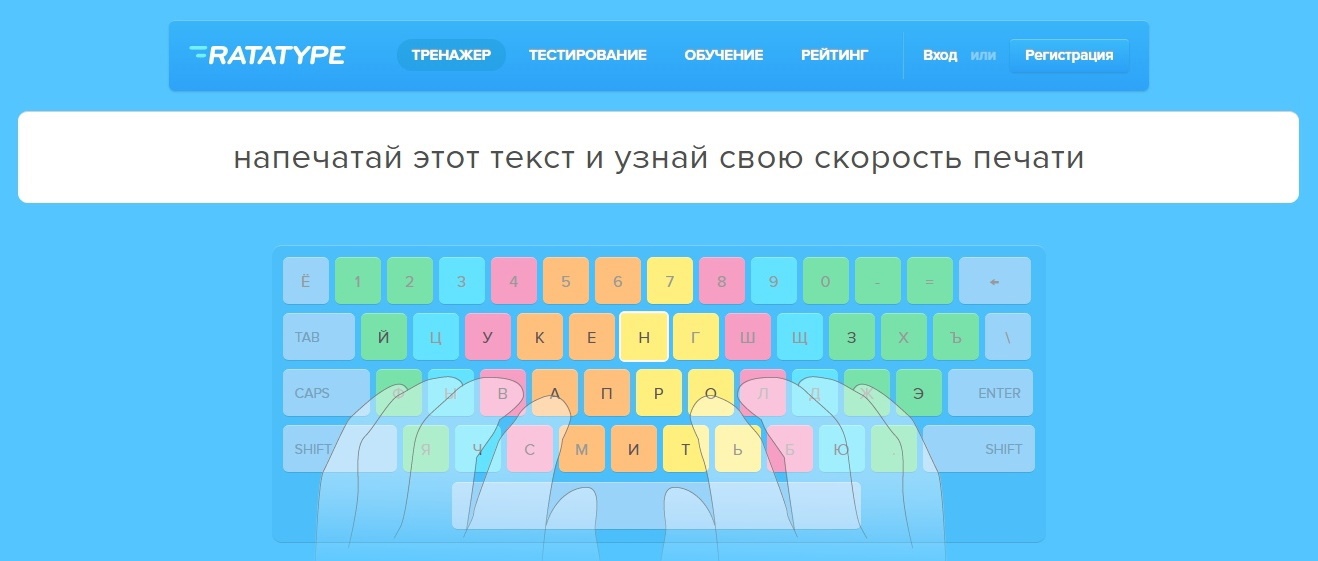 RATATYPE ТРЕНАЖЕР ТЕСТИРОВАНИЕ ОБУЧЕНИЕ РЕЙТИНГ Вход или Регистрация
напечатай этот текст и узнай свою скорость печати
Ё 1 2 3 4 5 6 7 8 9 0 - = ←
TAB Й Ц У К Е Н Г Ш Щ З Х Ъ \
CAPS Ф Ы В А П Р О Л Д Ж Э ENTER
SHIFT Я Ч С М И Т Ь Б Ю . SHIFT